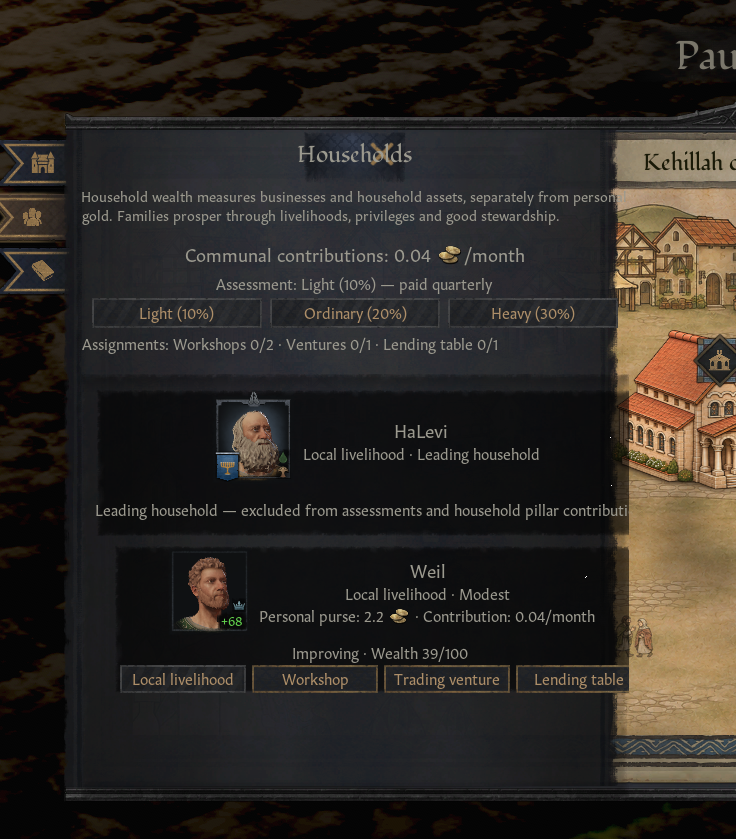 Pau
Households
Kehillah
Household wealth measures businesses and household assets, separately from person
gold. Families prosper through livelihoods, privileges and good stewardship.
Communal contributions: 0.04 /month
Assessment: Light (10%) — paid quarterly
Light (10%)
Ordinary (20%)
Heavy (30%)
Assignments: Workshops 0/2 · Ventures 0/1 · Lending table 0/1
HaLevi
Local livelihood · Leading household
Leading household — excluded from assessments and household pillar contributi
Weil
Local livelihood · Modest
+68
Personal purse: 2.2 · Contribution: 0.04/month
Improving · Wealth 39/100
Local livelihood
Workshop
Trading venture
Lending table